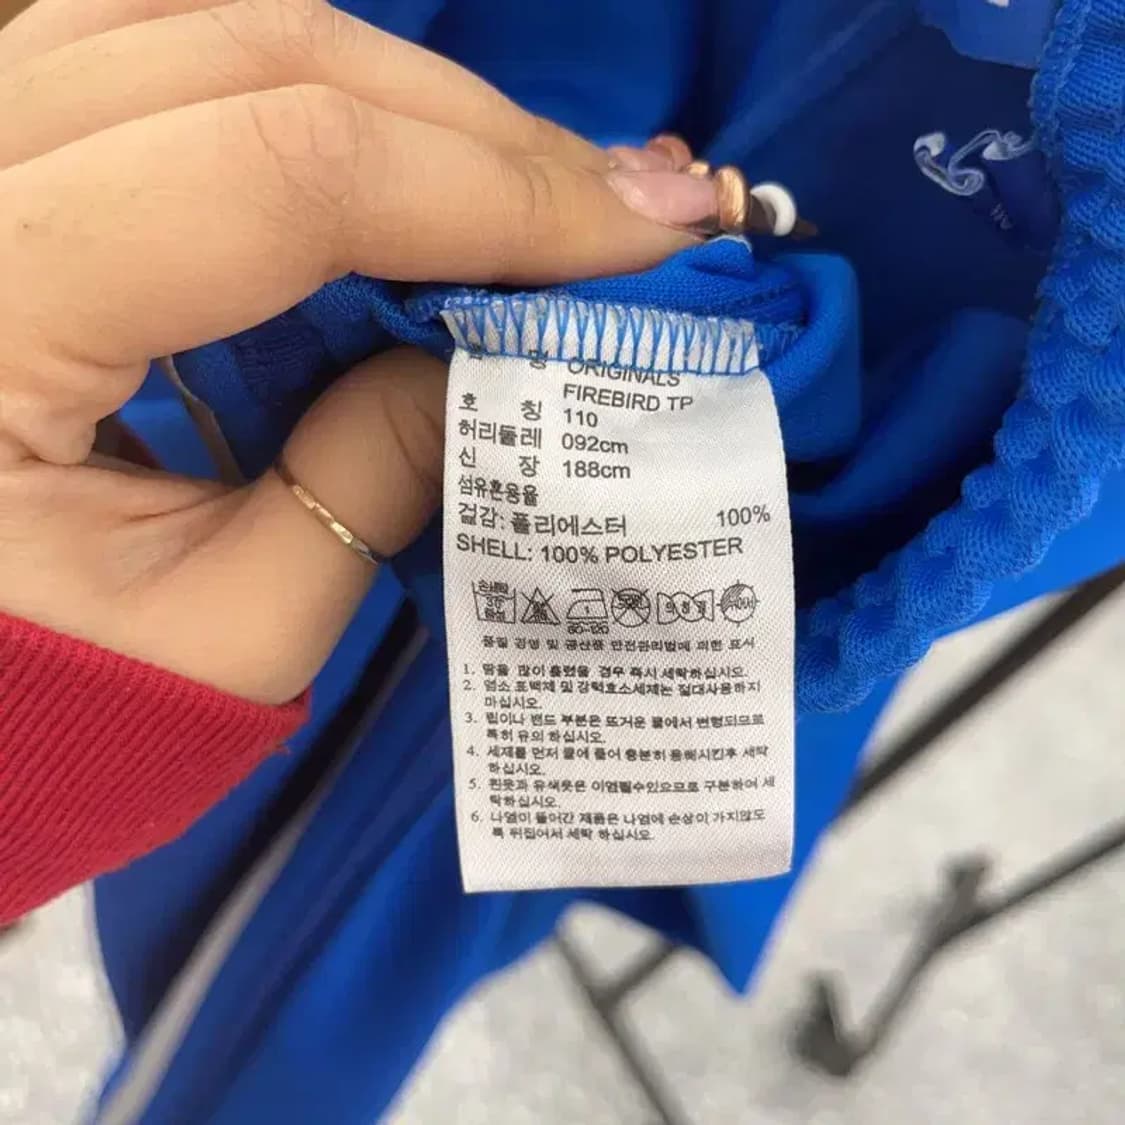 명 ORIGINALS
FIREBIRD TP
호 칭 110
허리둘레 092cm
신 장 188cm
섬유혼용율
겉감: 폴리에스터 100%
SHELL: 100% POLYESTER
80-120
품질 경영 및 공산품 안전관리법에 의한 표시
1. 땀을 많이 흘렸을 경우 즉시 세탁하십시오.
2. 염소 표백제 및 강력효소세제는 절대사용하지
마십시오.
3. 립이나 밴드 부분은 뜨거운 물에서 변형되므로
특히 유의 하십시오.
4. 세제를 먼저 물에 풀어 충분히 용해시킨후 세탁
하십시오.
5. 흰옷과 유색옷은 이염될수있으므로 구분하여 세
탁하십시오.
6. 나염이 들어간 제품은 나염에 손상이 가지않도
록 뒤집어서 세탁 하십시오.